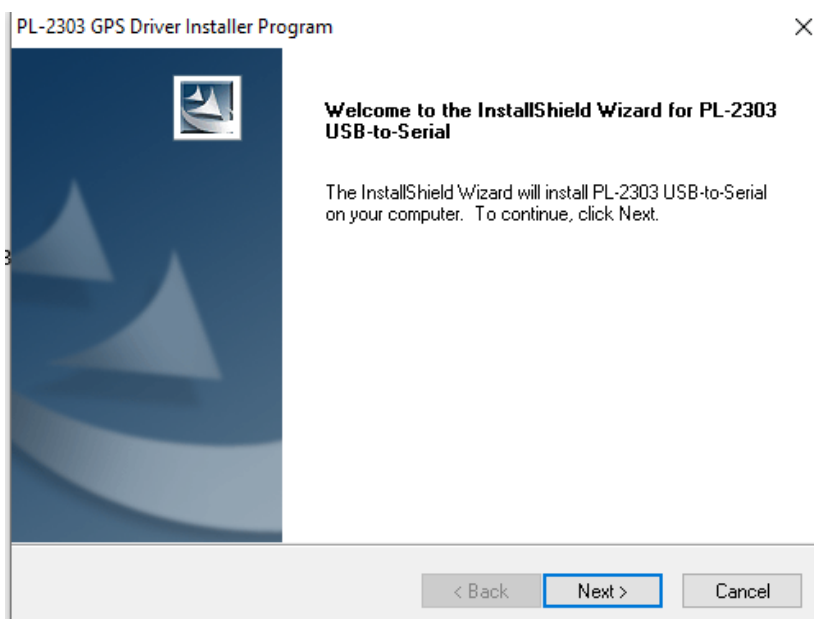 PL-2303 GPS Driver Installer Program
Welcome to the InstallShield Wizard for PL-2303
USB-to-Serial
The InstallShield Wizard will install PL-2303 USB-to-Serial
on your computer. To continue, click Next.
3
< Back
Next >
Cancel